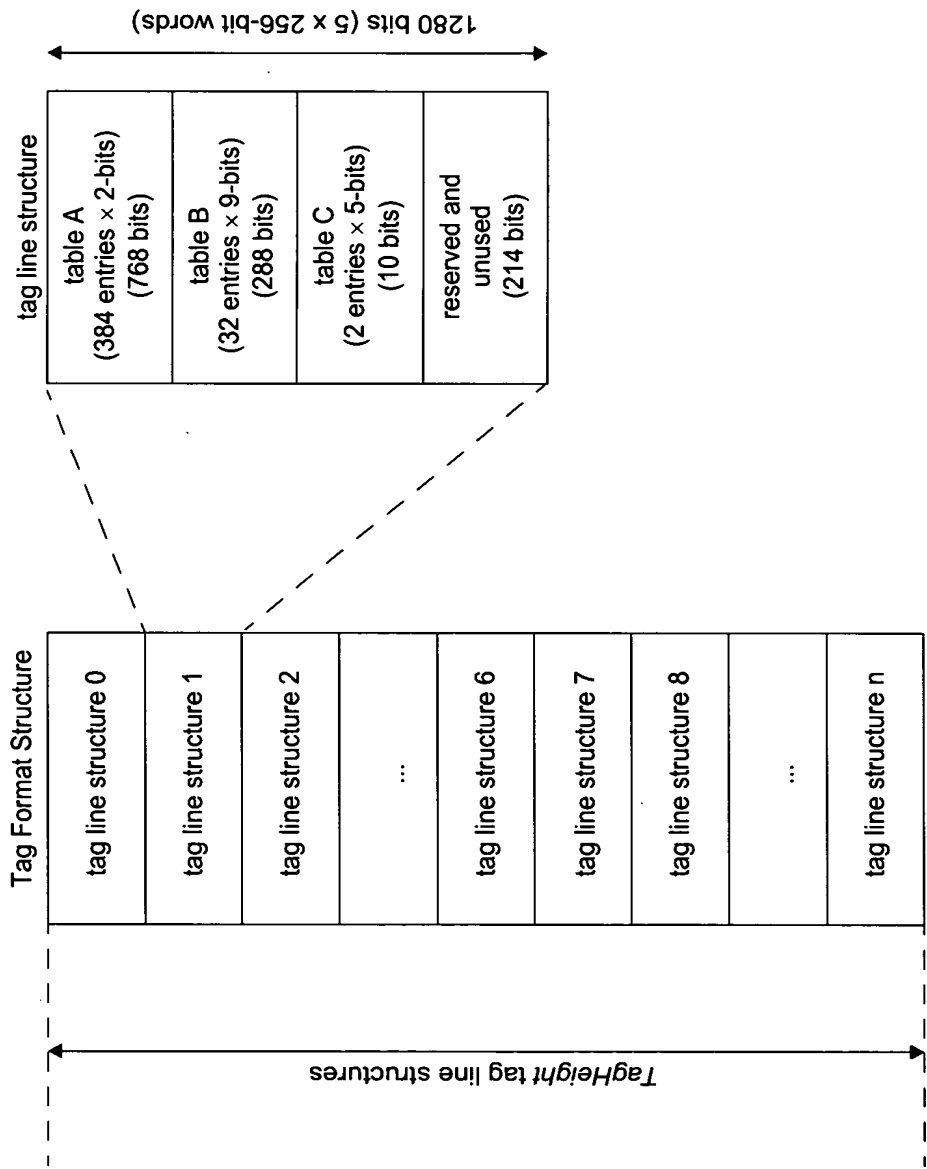 Tag Format Structure
tag line structure 0
tag line structure 1
tag line structure 2
...
tag line structure 6
tag line structure 7
tag line structure 8
...
tag line structure n
TagHeight tag line structures
tag line structure
table A
(384 entries × 2-bits)
(768 bits)
table B
(32 entries × 9-bits)
(288 bits)
table C
(2 entries × 5-bits)
(10 bits)
reserved and
unused
(214 bits)
1280 bits (5 x 256-bit words)